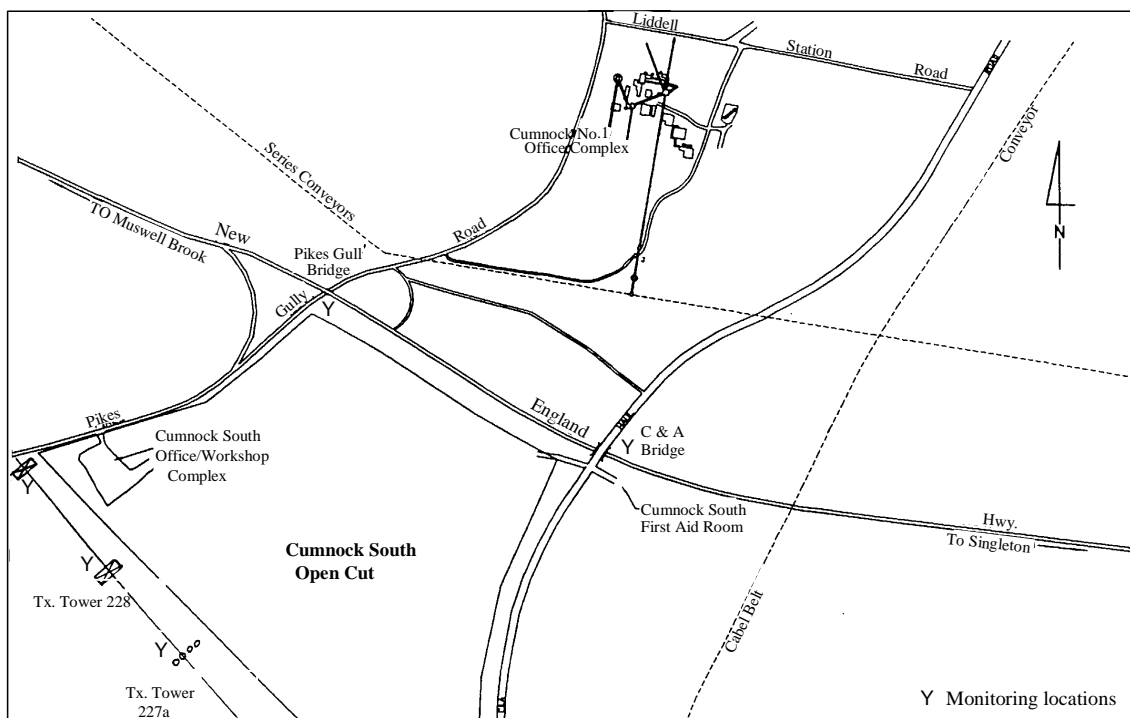 Liddell
Station
Road
ROAD
Cumnock No.1
Office Complex
Conveyor
Series Conveyors
N
TO Muswell Brook
New
Road
Pikes Gull
Bridge
Gully
Y
England
HAUL
C & A
Bridge
Y
Pikes
Cumnock South
Office/Workshop
Complex
Y
Cumnock South
First Aid Room
Hwy.
To Singleton
Cumnock South
Open Cut
Y
Tx. Tower 228
Cabel Belt
Y
Tx. Tower
227a
Y Monitoring locations